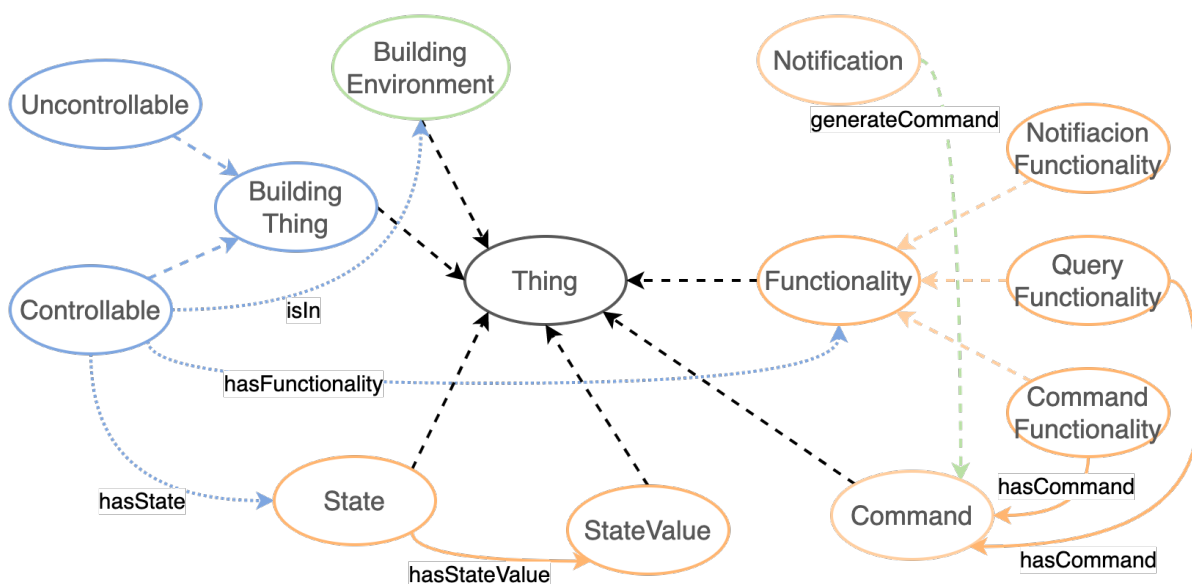 Building
Environment
Notification
Uncontrollable
generateCommand
Notifiacion
Functionality
Building
Thing
Thing
Functionality
Query
Functionality
Controllable
isIn
hasFunctionality
Command
Functionality
hasState
State
StateValue
Command
hasCommand
hasStateValue
hasCommand